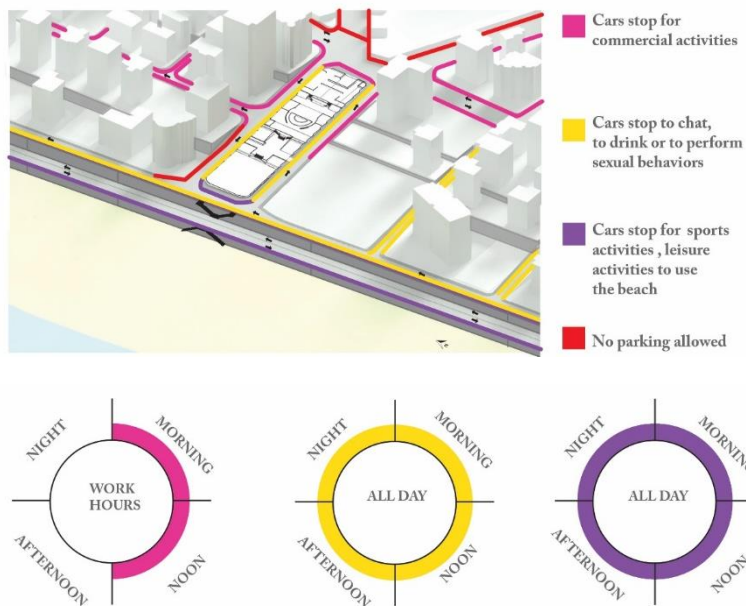 Cars stop for
commercial activities
Cars stop to chat,
to drink or to perform
sexual behaviors
Cars stop for sports
activities , leisure
activities to use
the beach
No parking allowed
NIGHT
MORNING
WORK
HOURS
AFTERNOON
NOON
NIGHT
MORNING
ALL DAY
AFTERNOON
NOON
NIGHT
MORNING
ALL DAY
AFTERNOON
NOON